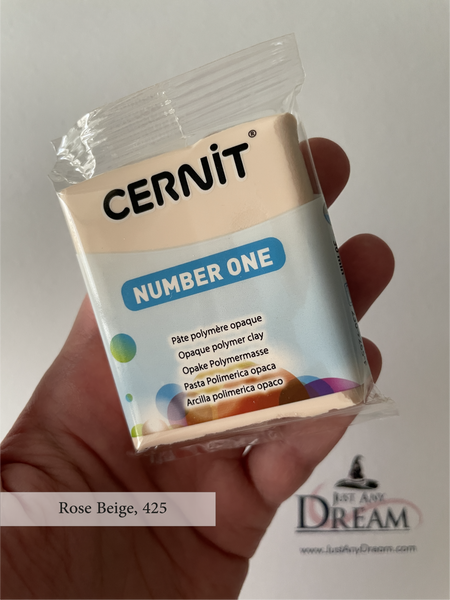 CERNIT®
NUMBER ONE
Pâte polymère opaque
Opaque polymer clay
Opake Polymermasse
Pasta Polimerica opaca
Arcilla polimerica opaco
Rose Beige, 425
JUST ANY
DREAM
www.JustAnyDream.com